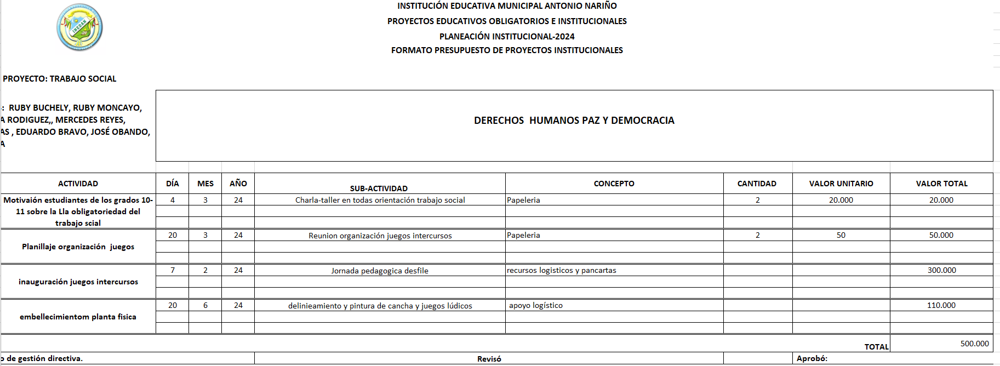 INSTITUCIÓN EDUCATIVA MUNICIPAL ANTONIO NARIÑO
PROYECTOS EDUCATIVOS OBLIGATORIOS E INSTITUCIONALES
PLANEACIÓN INSTITUCIONAL-2024
FORMATO PRESUPUESTO DE PROYECTOS INSTITUCIONALES
INEDAN
PROYECTO: TRABAJO SOCIAL
: RUBY BUCHELY, RUBY MONCAYO,
A RODIGUEZ,, MERCEDES REYES,
AS , EDUARDO BRAVO, JOSÉ OBANDO,
A
DERECHOS HUMANOS PAZ Y DEMOCRACIA
ACTIVIDAD DÍA MES AÑO SUB-ACTIVIDAD CONCEPTO CANTIDAD VALOR UNITARIO VALOR TOTAL
Motivaión estudiantes de los grados 10-
11 sobre la Lla obligatoriedad del
trabajo scial
4 3 24 Charla-taller en todas orientación trabajo social Papeleria 2 20.000 20.000
Planillaje organización juegos
20 3 24 Reunion organización juegos intercursos Papeleria 2 50 50.000
inauguración juegos intercursos
7 2 24 Jornada pedagogica desfile recursos logisticos y pancartas 300.000
embellecimientom planta fisica
20 6 24 delinieamiento y pintura de cancha y juegos lúdicos apoyo logístico 110.000
TOTAL 500.000
o de gestión directiva. Revisó Aprobó: